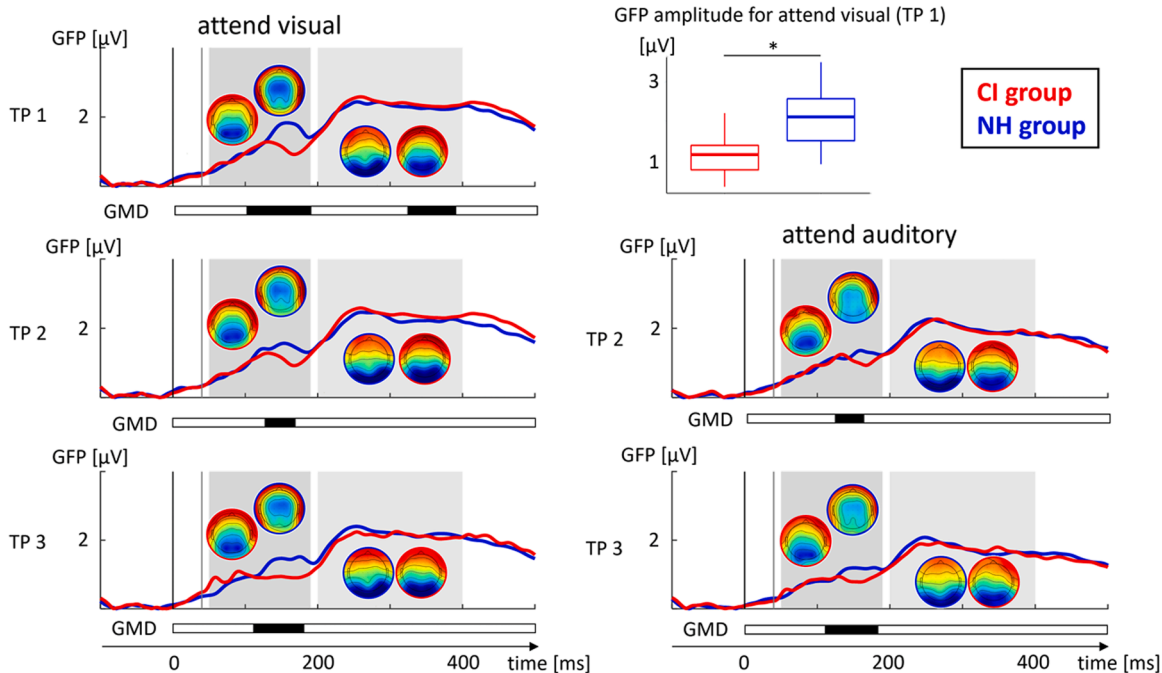 GFP [µV]
attend visual
TP 1
2
GMD
GFP amplitude for attend visual (TP 1)
[µV]
*
3
1
CI group
NH group
GFP [µV]
TP 2
2
GMD
attend auditory
GFP [µV]
TP 2
2
GMD
GFP [µV]
TP 3
2
GMD
0
200
400
time [ms]
GFP [µV]
TP 3
2
GMD
0
200
400
time [ms]